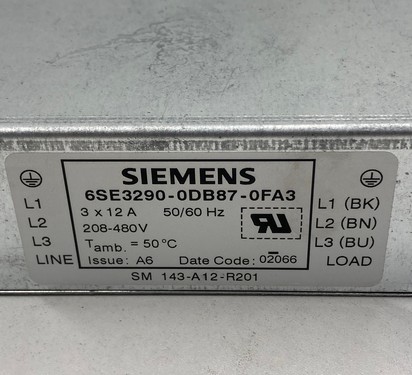 SIEMENS
6SE3290-0DB87-0FA3
L1 3 x 12 A 50/60 Hz L1 (BK)
L2 208-480V L2 (BN)
L3 Tamb. = 50°C L3 (BU)
LINE Issue: A6 Date Code: 02066 LOAD
SM 143-A12-R201